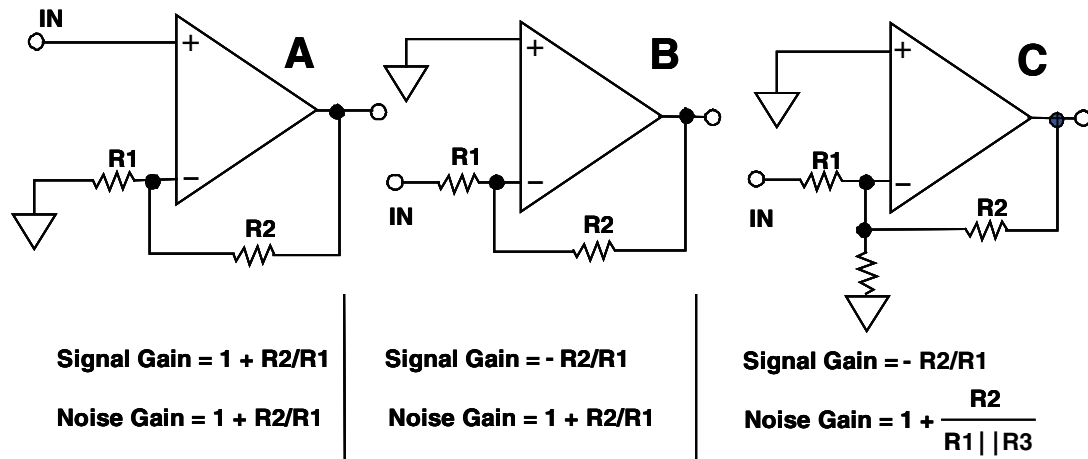 IN
+
A
R1
−
R2
Signal Gain = 1 + R2/R1
Noise Gain = 1 + R2/R1
+
B
R1
−
IN
R2
Signal Gain = - R2/R1
Noise Gain = 1 + R2/R1
+
C
R1
−
IN
R2
Signal Gain = - R2/R1
Noise Gain = 1 + R2
R1||R3